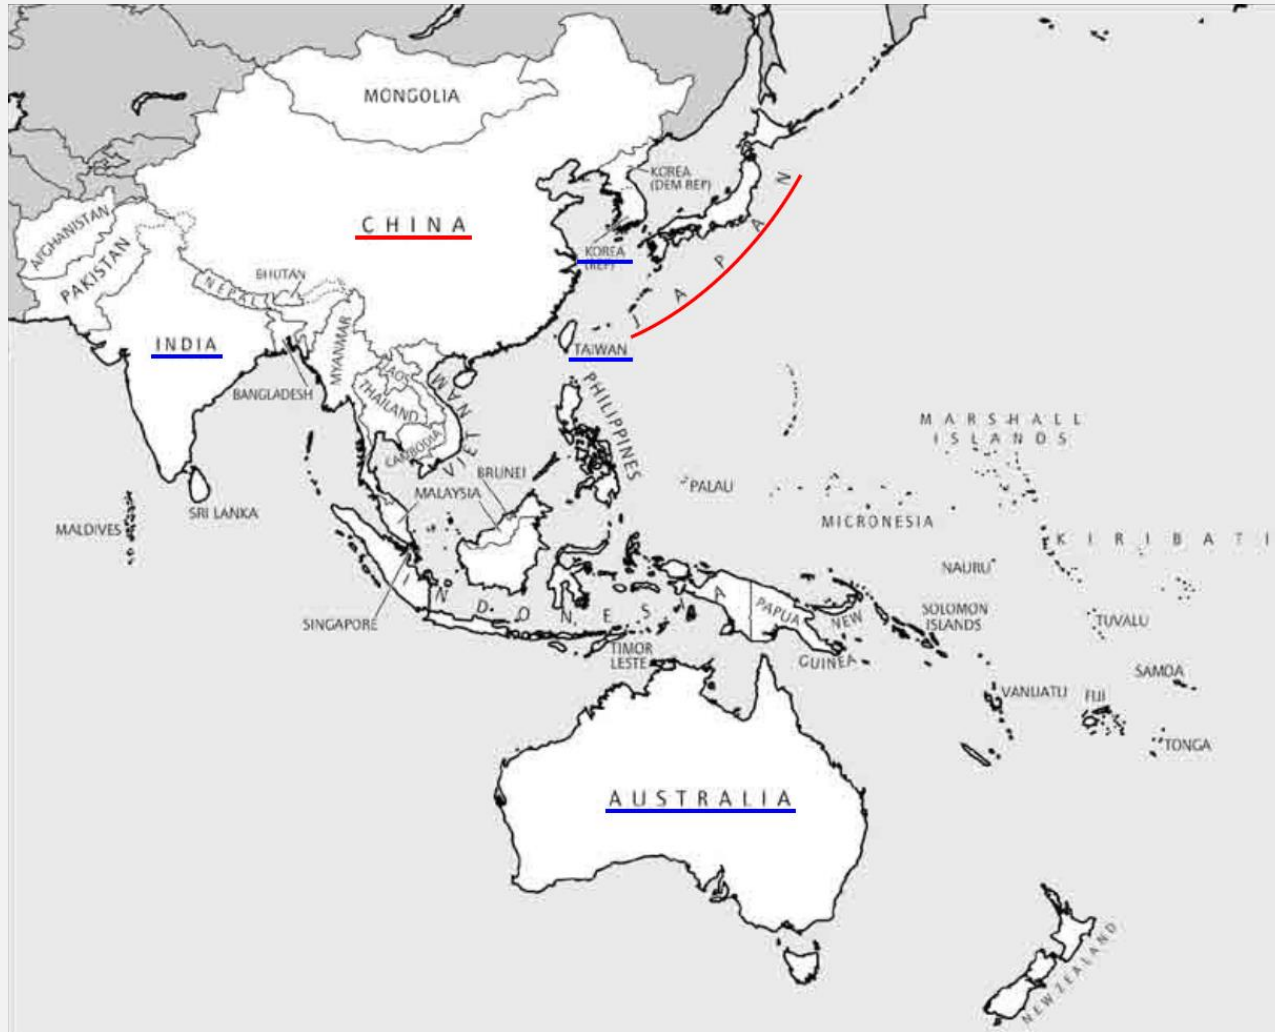 MONGOLIA
KOREA
(DEM REP)
CHINA
JAPAN
KOREA
(REP)
AFGHANISTAN
PAKISTAN
NEPAL
BHUTAN
INDIA
MYANMAR
BANGLADESH
LAOS
THAILAND
CAMBODIA
VIET NAM
TAIWAN
PHILIPPINES
MARSHALL
ISLANDS
BRUNEI
MALAYSIA
PALAU
SRI LANKA
MALDIVES
MICRONESIA
KIRIBATI
NAURU
SINGAPORE
INDONESIA
PAPUA
NEW
GUINEA
SOLOMON
ISLANDS
TUVALU
TIMOR
LESTE
SAMOA
VANUATU
FIJI
TONGA
AUSTRALIA
NEW ZEALAND